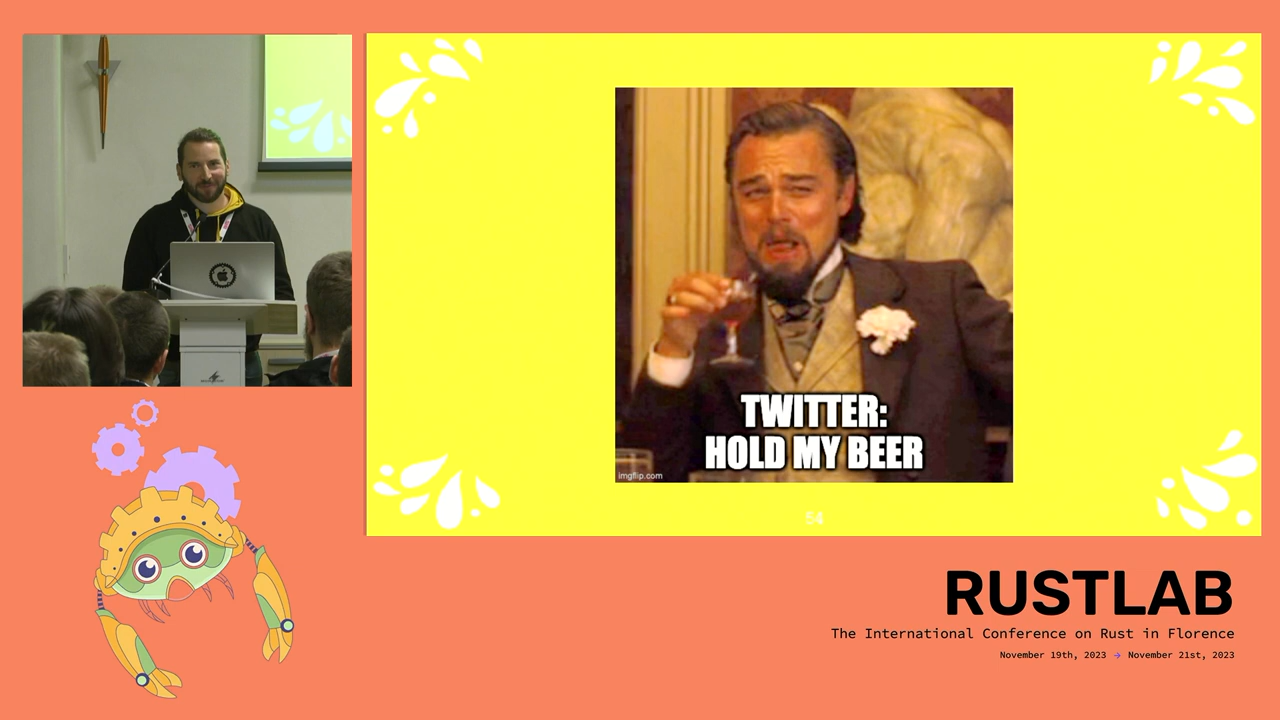 TWITTER:
HOLD MY BEER
imgflip.com
54
RUSTLAB
The International Conference on Rust in Florence
November 19th, 2023 → November 21st, 2023